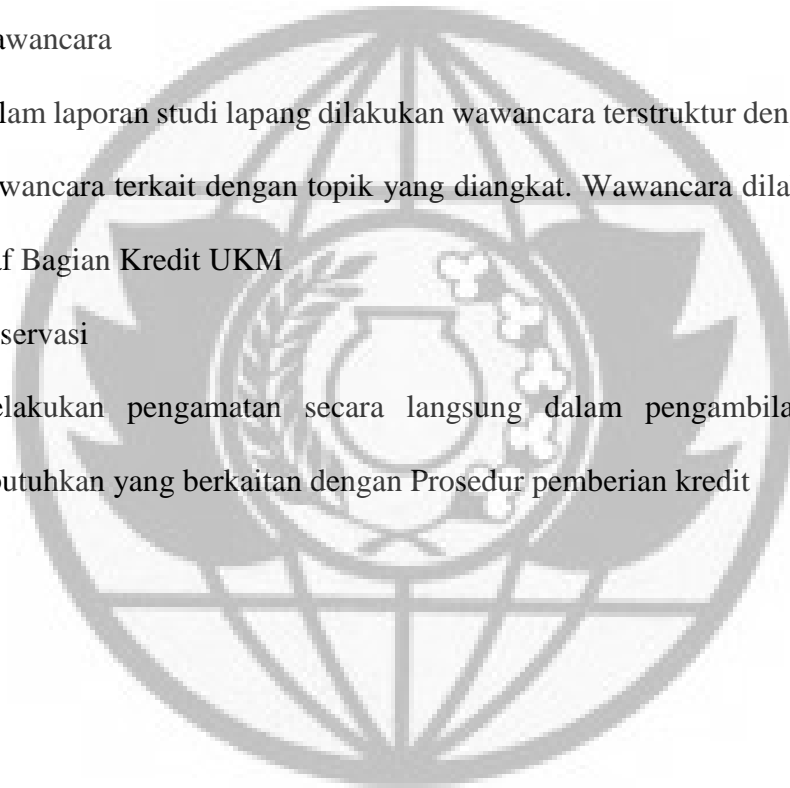 awancara
lam laporan studi lapang dilakukan wawancara terstruktur den
wancara terkait dengan topik yang diangkat. Wawancara dila
af Bagian Kredit UKM
servasi
elakukan pengamatan secara langsung dalam pengambila
butuhkan yang berkaitan dengan Prosedur pemberian kredit